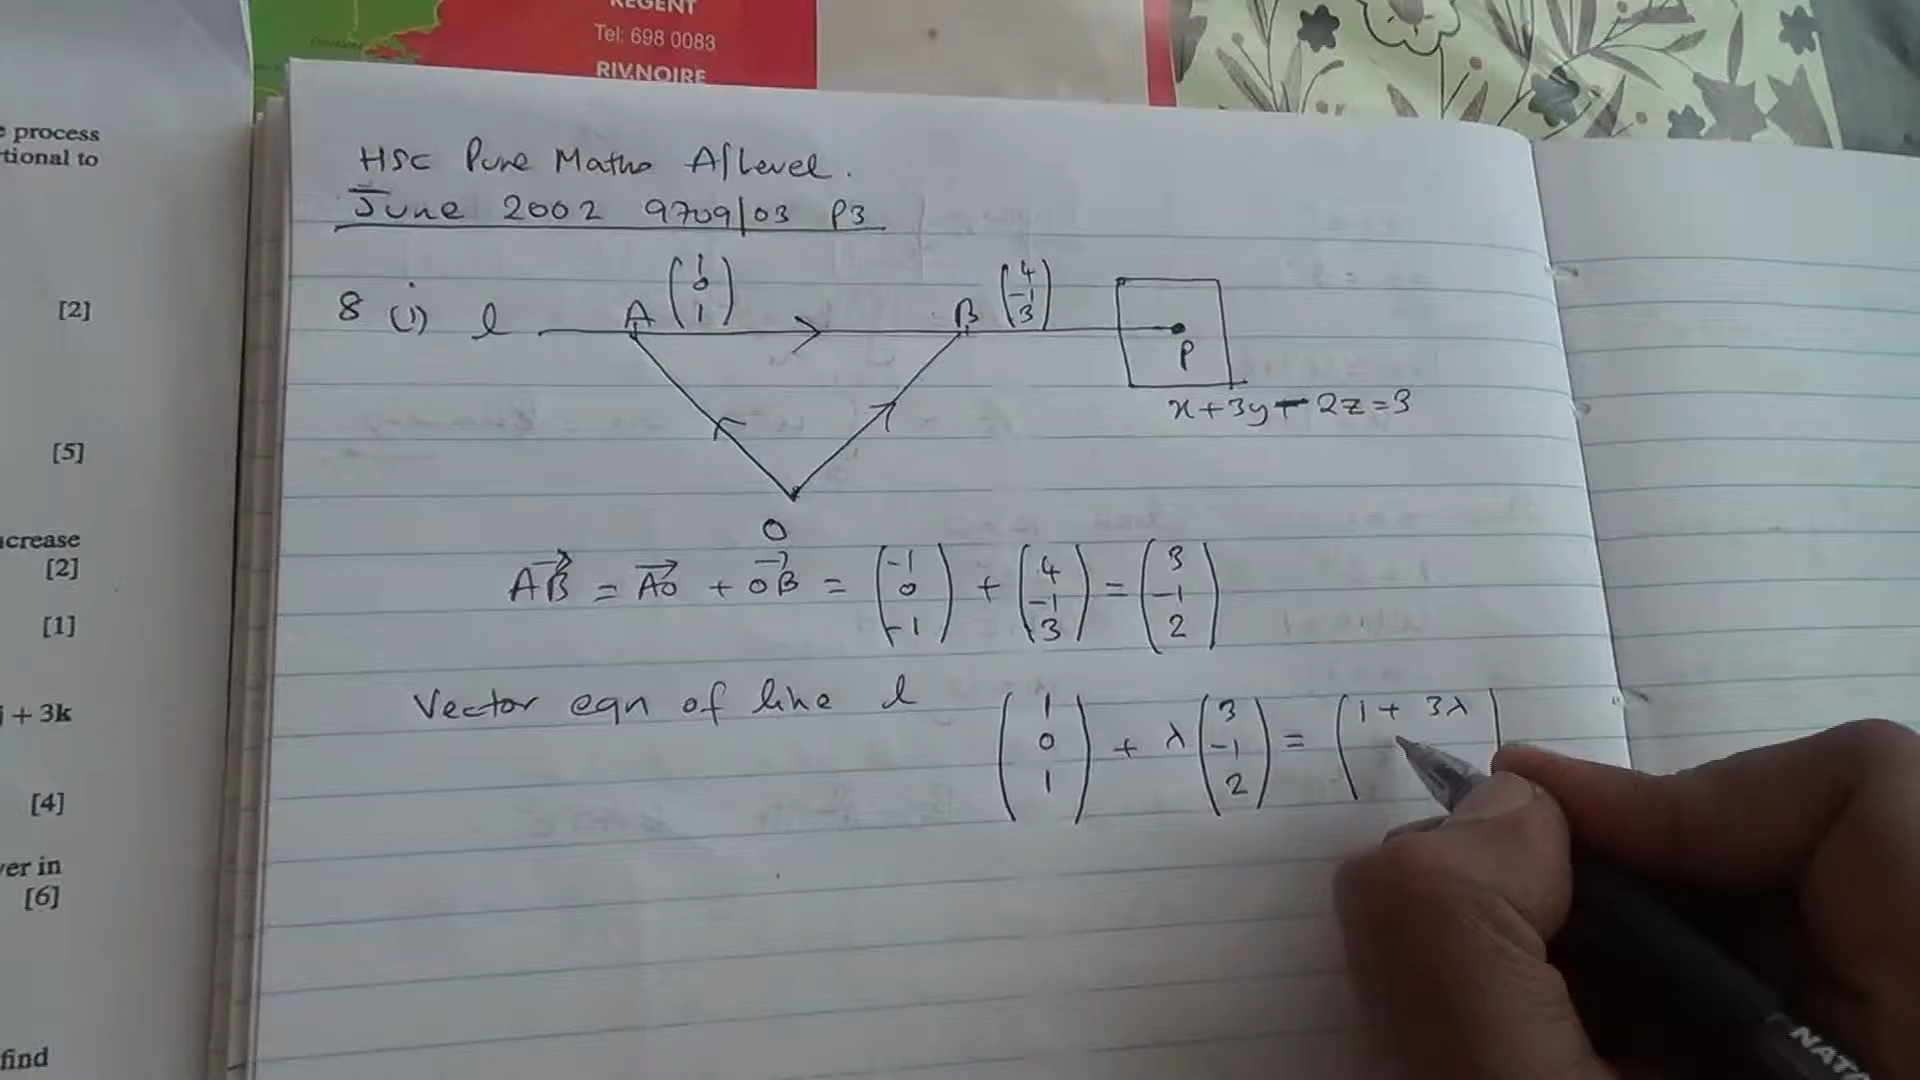 REGENT
Tel: 698 0083
RIV.NOIRE
process
tional to
[2]
[5]
crease
[2]
[1]
j + 3k
[4]
er in
[6]
find
HSC Pure Maths A/Level.
June 2002 9709/03 P3
8 (i) l A (1 0 1) B (4 -1 3)
P
x+3y-2z=3
O
AB = AO + OB = (-1 0 -1) + (4 -1 3) = (3 -1 2)
Vector eqn of line l (1 0 1) + λ (3 -1 2) = (1 + 3λ